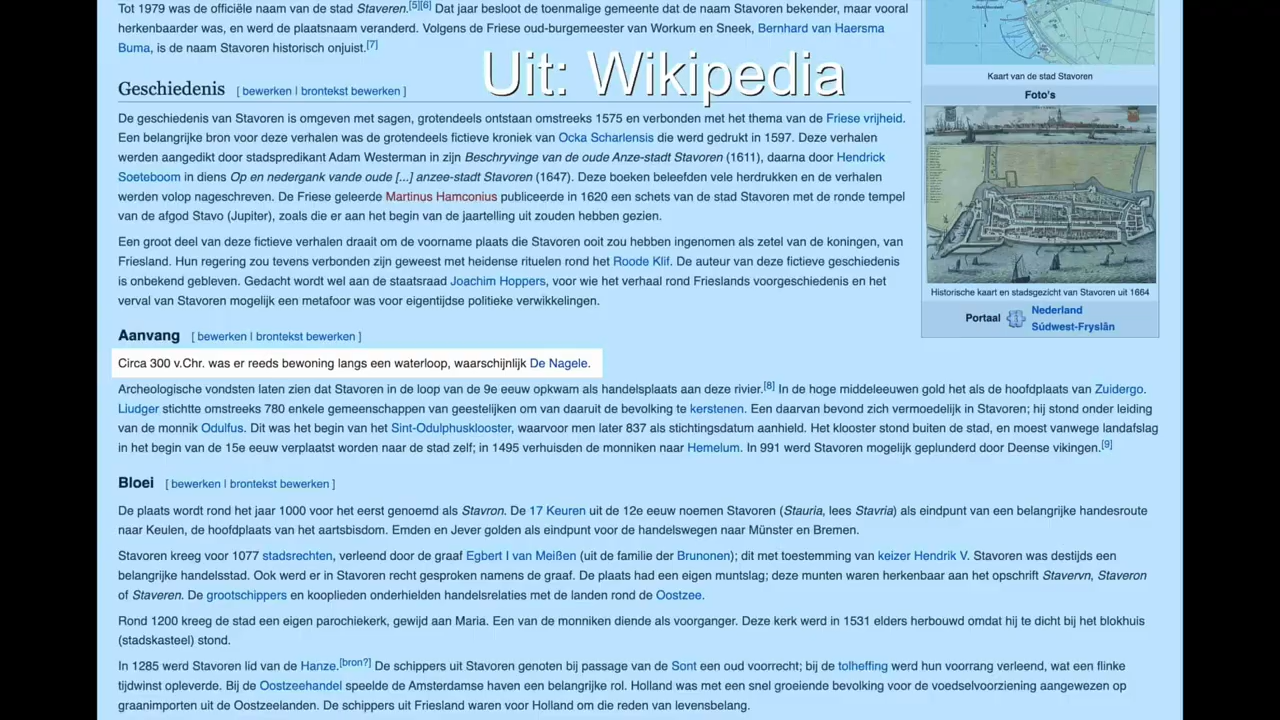 Tot 1979 was de officiële naam van de stad Staveren.[5][6] Dat jaar besloot de toenmalige gemeente dat de naam Stavoren bekender, maar vooral
herkenbaarder was, en werd de plaatsnaam veranderd. Volgens de Friese oud-burgemeester van Workum en Sneek, Bernhard van Haersma
Buma, is de naam Stavoren historisch onjuist.[7]
Uit: Wikipedia
Kaart van de stad Stavoren
Foto's
Geschiedenis [ bewerken | brontekst bewerken ]
De geschiedenis van Stavoren is omgeven met sagen, grotendeels ontstaan omstreeks 1575 en verbonden met het thema van de Friese vrijheid.
Een belangrijke bron voor deze verhalen was de grotendeels fictieve kroniek van Ocka Scharlensis die werd gedrukt in 1597. Deze verhalen
werden aangedikt door stadspredikant Adam Westerman in zijn Beschryvinge van de oude Anze-stadt Stavoren (1611), daarna door Hendrick
Soeteboom in diens Op en nedergank vande oude [...] anzee-stadt Stavoren (1647). Deze boeken beleefden vele herdrukken en de verhalen
werden volop nageschreven. De Friese geleerde Martinus Hamconius publiceerde in 1620 een schets van de stad Stavoren met de ronde tempel
van de afgod Stavo (Jupiter), zoals die er aan het begin van de jaartelling uit zouden hebben gezien.
Een groot deel van deze fictieve verhalen draait om de voorname plaats die Stavoren ooit zou hebben ingenomen als zetel van de koningen, van
Friesland. Hun regering zou tevens verbonden zijn geweest met heidense rituelen rond het Roode Klif. De auteur van deze fictieve geschiedenis
is onbekend gebleven. Gedacht wordt wel aan de staatsraad Joachim Hoppers, voor wie het verhaal rond Frieslands voorgeschiedenis en het
verval van Stavoren mogelijk een metafoor was voor eigentijdse politieke verwikkelingen.
Historische kaart en stadsgezicht van Stavoren uit 1664
Portaal Nederland
Súdwest-Fryslân
Aanvang [ bewerken | brontekst bewerken ]
Circa 300 v.Chr. was er reeds bewoning langs een waterloop, waarschijnlijk De Nagele.
Archeologische vondsten laten zien dat Stavoren in de loop van de 9e eeuw opkwam als handelsplaats aan deze rivier.[8] In de hoge middeleeuwen gold het als de hoofdplaats van Zuidergo.
Liudger stichtte omstreeks 780 enkele gemeenschappen van geestelijken om van daaruit de bevolking te kerstenen. Een daarvan bevond zich vermoedelijk in Stavoren; hij stond onder leiding
van de monnik Odulfus. Dit was het begin van het Sint-Odulphusklooster, waarvoor men later 837 als stichtingsdatum aanhield. Het klooster stond buiten de stad, en moest vanwege landafslag
in het begin van de 15e eeuw verplaatst worden naar de stad zelf; in 1495 verhuisden de monniken naar Hemelum. In 991 werd Stavoren mogelijk geplunderd door Deense vikingen.[9]
Bloei [ bewerken | brontekst bewerken ]
De plaats wordt rond het jaar 1000 voor het eerst genoemd als Stavron. De 17 Keuren uit de 12e eeuw noemen Stavoren (Stauria, lees Stavria) als eindpunt van een belangrijke handesroute
naar Keulen, de hoofdplaats van het aartsbisdom. Emden en Jever golden als eindpunt voor de handelswegen naar Münster en Bremen.
Stavoren kreeg voor 1077 stadsrechten, verleend door de graaf Egbert I van Meißen (uit de familie der Brunonen); dit met toestemming van keizer Hendrik V. Stavoren was destijds een
belangrijke handelsstad. Ook werd er in Stavoren recht gesproken namens de graaf. De plaats had een eigen muntslag; deze munten waren herkenbaar aan het opschrift Stavervn, Staveron
of Staveren. De grootschippers en kooplieden onderhielden handelsrelaties met de landen rond de Oostzee.
Rond 1200 kreeg de stad een eigen parochiekerk, gewijd aan Maria. Een van de monniken diende als voorganger. Deze kerk werd in 1531 elders herbouwd omdat hij te dicht bij het blokhuis
(stadskasteel) stond.
In 1285 werd Stavoren lid van de Hanze.[bron?] De schippers uit Stavoren genoten bij passage van de Sont een oud voorrecht; bij de tolheffing werd hun voorrang verleend, wat een flinke
tijdwinst opleverde. Bij de Oostzeehandel speelde de Amsterdamse haven een belangrijke rol. Holland was met een snel groeiende bevolking voor de voedselvoorziening aangewezen op
graanimporten uit de Oostzeelanden. De schippers uit Friesland waren voor Holland om die reden van levensbelang.